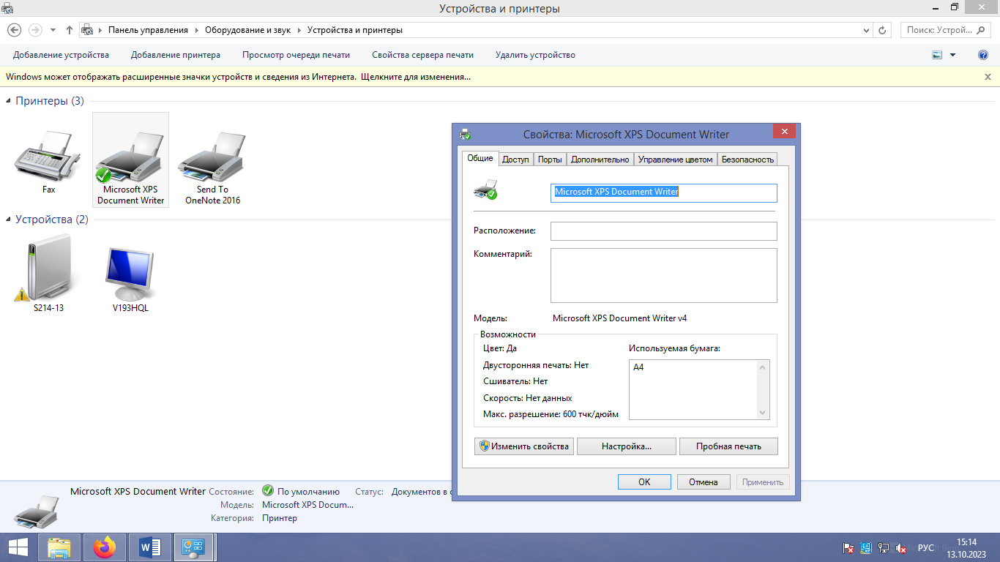 Устройства и принтеры
Панель управления Оборудование и звук Устройства и принтеры
Поиск: Устрой...
Добавление устройства Добавление принтера Просмотр очереди печати Свойства сервера печати Удалить устройство
Windows может отображать расширенные значки устройств и сведения из Интернета. Щелкните для изменения...
Принтеры (3)
Fax
Microsoft XPS
Document Writer
Send To
OneNote 2016
Устройства (2)
S214-13
V193HQL
Свойства: Microsoft XPS Document Writer
Общие Доступ Порты Дополнительно Управление цветом Безопасность
Microsoft XPS Document Writer
Расположение:
Комментарий:
Модель: Microsoft XPS Document Writer v4
Возможности
Цвет: Да
Двусторонняя печать: Нет
Сшиватель: Нет
Скорость: Нет данных
Макс. разрешение: 600 тчк/дюйм
Используемая бумага:
A4
Изменить свойства Настройка... Пробная печать
OK Отмена Применить
Microsoft XPS Document Writer Состояние: По умолчанию Статус: Документов в
Модель: Microsoft XPS Docum...
Категория: Принтер
РУС
15:14
13.10.2023